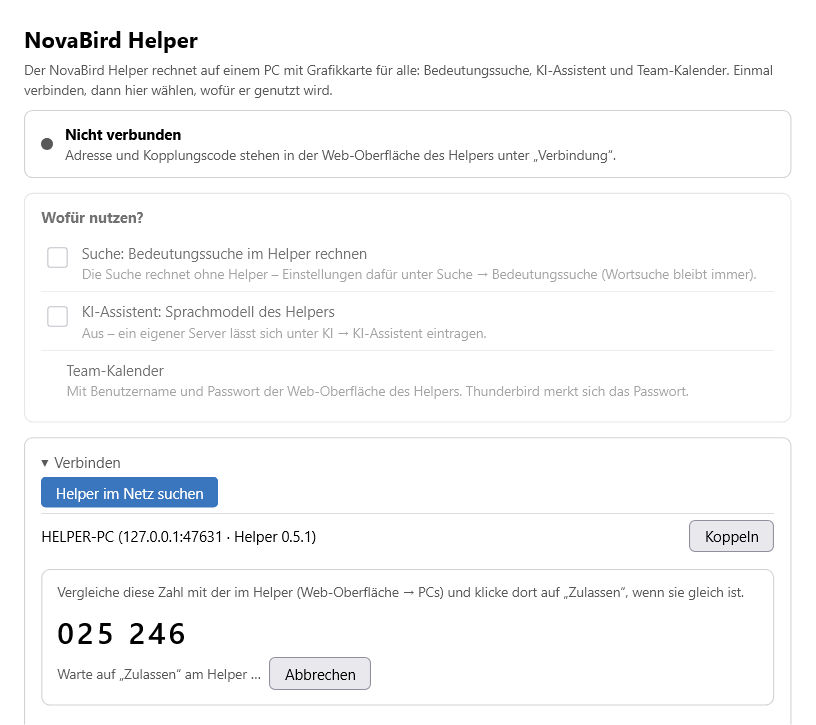 NovaBird Helper
Der NovaBird Helper rechnet auf einem PC mit Grafikkarte für alle: Bedeutungssuche, KI-Assistent und Team-Kalender. Einmal
verbinden, dann hier wählen, wofür er genutzt wird.
Nicht verbunden
Adresse und Kopplungscode stehen in der Web-Oberfläche des Helpers unter „Verbindung“.
Wofür nutzen?
Suche: Bedeutungssuche im Helper rechnen
Die Suche rechnet ohne Helper – Einstellungen dafür unter Suche → Bedeutungssuche (Wortsuche bleibt immer).
KI-Assistent: Sprachmodell des Helpers
Aus – ein eigener Server lässt sich unter KI → KI-Assistent eintragen.
Team-Kalender
Mit Benutzername und Passwort der Web-Oberfläche des Helpers. Thunderbird merkt sich das Passwort.
▾ Verbinden
Helper im Netz suchen
HELPER-PC (127.0.0.1:47631 · Helper 0.5.1)
Koppeln
Vergleiche diese Zahl mit der im Helper (Web-Oberfläche → PCs) und klicke dort auf „Zulassen“, wenn sie gleich ist.
025 246
Warte auf „Zulassen“ am Helper …
Abbrechen